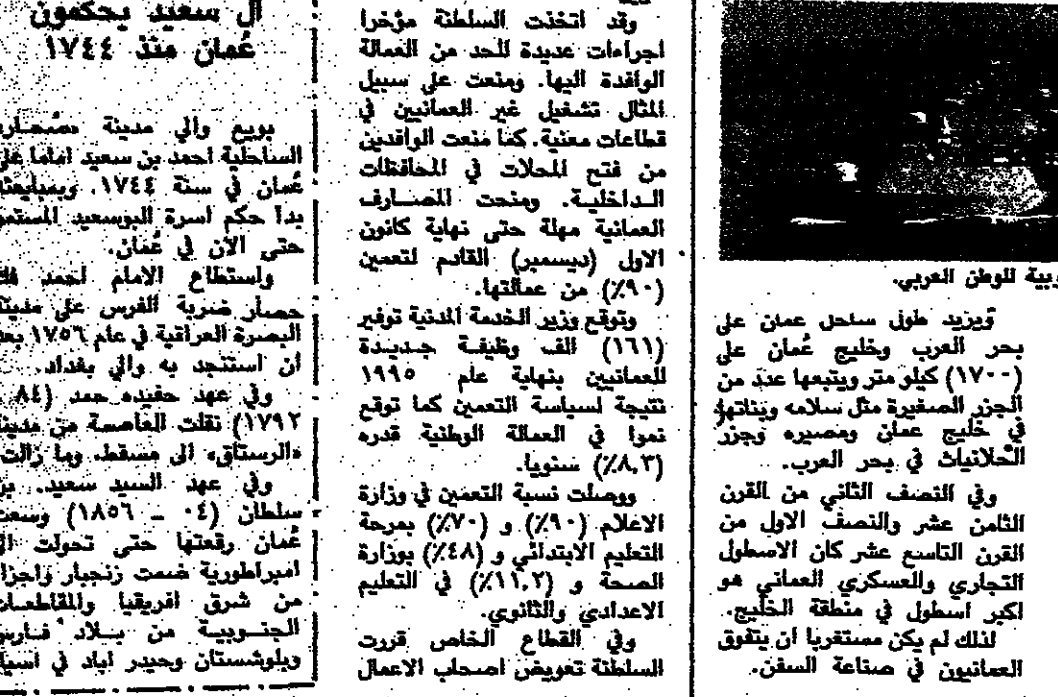 ـوبية للوطن العربي.
ويزيد طول ساحل عمان على
بحر العرب وخليج عُمان على
(١٧٠٠) كيلو متر ويتبعها عدد من
الجزر الصغيرة مثل سلامه وبناتها
في خليج عمان ومصيره وجزر
الحلانيات في بحر العرب.
وفي النصف الثاني من القرن
الثامن عشر والنصف الاول من
القرن التاسع عشر كان الاسطول
التجاري والعسكري العماني هو
اكبر اسطول في منطقة الخليج.
لذلك لم يكن مستغربا ان يتفوق
العمانيون في صناعة السفن.
وقد اتخذت السلطنة مؤخرا
اجراءات عديدة للحد من العمالة
الوافدة اليها. ومنعت على سبيل
المثال تشغيل غير العمانيين في
قطاعات معنية. كما منعت الوافدين
من فتح المحلات في المحافظات
الداخلية. ومنحت المصارف
العمانية مهلة حتى نهاية كانون
الاول (ديسمبر) القادم لتعمين
(٩٠٪) من عمالتها.
وتوقع وزير الخدمة المدنية توفير
(١٦١) الف وظيفة جديدة
للعمانيين بنهاية عام ١٩٩٥
نتيجة لسياسة التعمين كما توقع
نموا في العمالة الوطنية قدره
(٨,٣٪) سنويا.
ووصلت نسبة التعمين في وزارة
الاعلام (٩٠٪) و (٧٠٪) بمرحة
التعليم الابتدائي و (٤٨٪) بوزارة
الصحة و (١١,٢٪) في التعليم
الاعدادي والثانوي.
وفي القطاع الخاص قررت
السلطنة تعويض اصحاب الاعمال
آل سعيد يحكمون
عُمان منذ ١٧٤٤
بويع والي مدينة صُحـار
الساحلية احمد بن سعيد اماما على
عُمان في سنة ١٧٤٤. وبمبايعته
بدا حكم اسرة البوسعيد المستمر
حتى الآن في عُمان.
واستطاع الامام احمد فك
حصار ضربة الفرس على مدينة
البصرة العراقية في عام ١٧٥٦ بعد
ان استنجد به والي بغداد.
وفي عهد حفيده حمد (٨٤
١٧٩٢) نقلت العاصمة من مدينة
«الرستاق» الى مسقط. وما زالت
وفي عهد السيد سعيد. بن
سلطان (٠٤ ـ ١٨٥٦) وسعت
عُمان رقعتها حتى تحولت الى
امبراطورية ضمت زنجبار واجزاء
من شرق افريقيا والمقاطعات
الجنوبية من بلاد فارس
وبلوشستان وحيدر اباد في اسيا